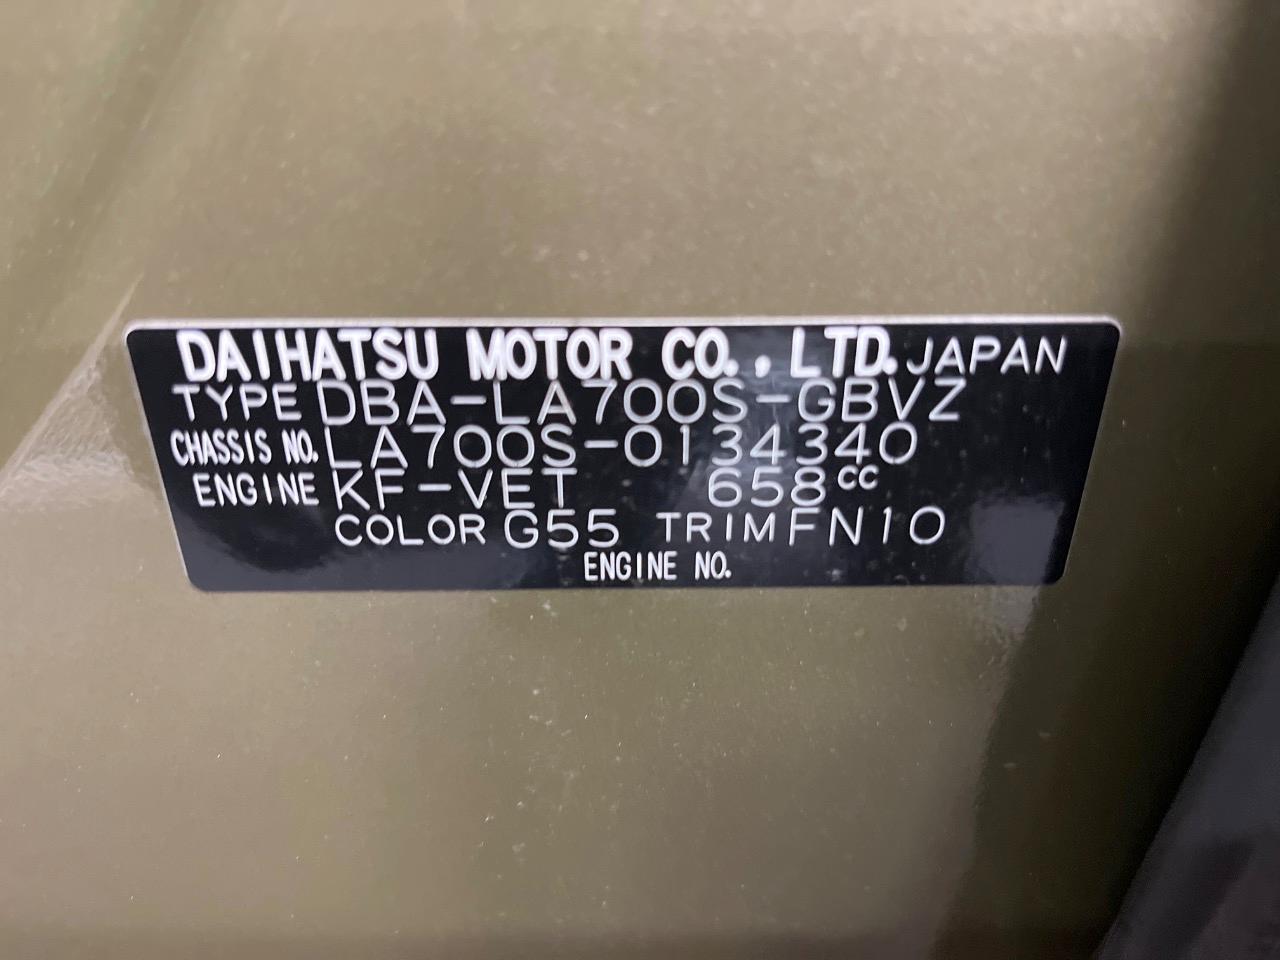 DAIHATSU MOTOR CO., LTD. JAPAN
TYPE DBA-LA700S-GBVZ
CHASSIS NO. LA700S-0134340
ENGINE KF-VET 658cc
COLOR G55 TRIM FN10
ENGINE NO.